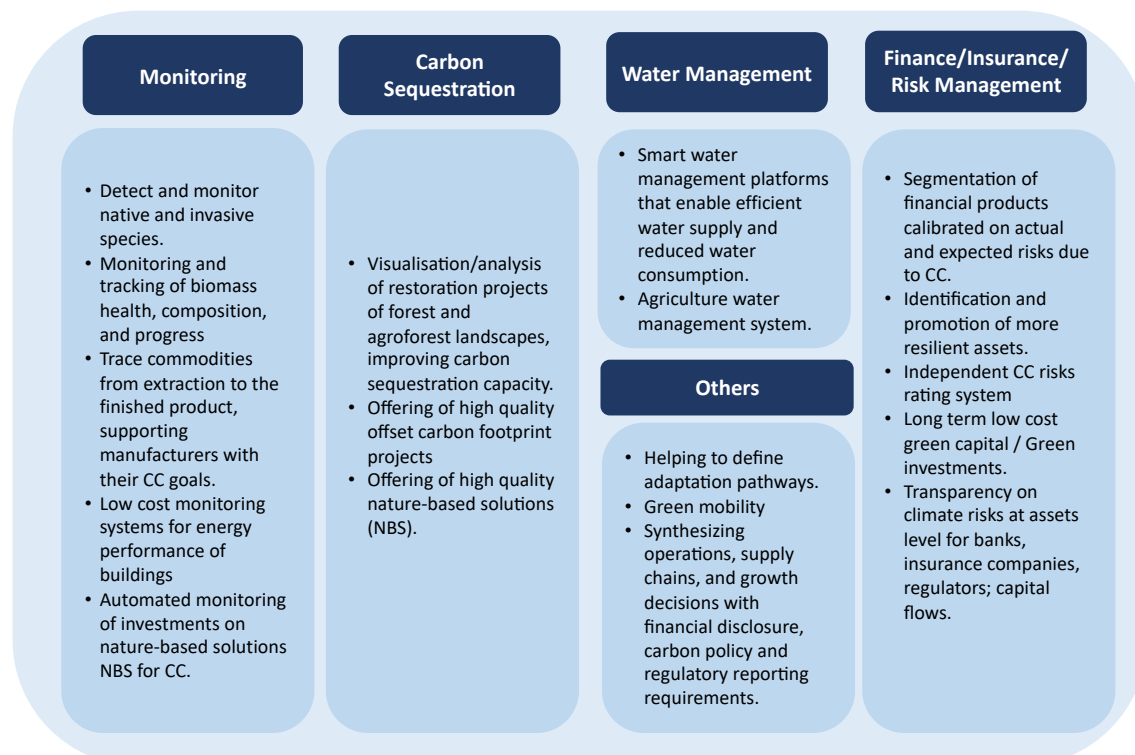 Monitoring
• Detect and monitor
native and invasive
species.
• Monitoring and
tracking of biomass
health, composition,
and progress
• Trace commodities
from extraction to the
finished product,
supporting
manufacturers with
their CC goals.
• Low cost monitoring
systems for energy
performance of
buildings
• Automated monitoring
of investments on
nature-based solutions
NBS for CC.
Carbon
Sequestration
• Visualisation/analysis
of restoration projects
of forest and
agroforest landscapes,
improving carbon
sequestration capacity.
• Offering of high quality
offset carbon footprint
projects
• Offering of high quality
nature-based solutions
(NBS).
Water Management
• Smart water
management platforms
that enable efficient
water supply and
reduced water
consumption.
• Agriculture water
management system.
Others
• Helping to define
adaptation pathways.
• Green mobility
• Synthesizing
operations, supply
chains, and growth
decisions with
financial disclosure,
carbon policy and
regulatory reporting
requirements.
Finance/Insurance/
Risk Management
• Segmentation of
financial products
calibrated on actual
and expected risks due
to CC.
• Identification and
promotion of more
resilient assets.
• Independent CC risks
rating system
• Long term low cost
green capital / Green
investments.
• Transparency on
climate risks at assets
level for banks,
insurance companies,
regulators; capital
flows.